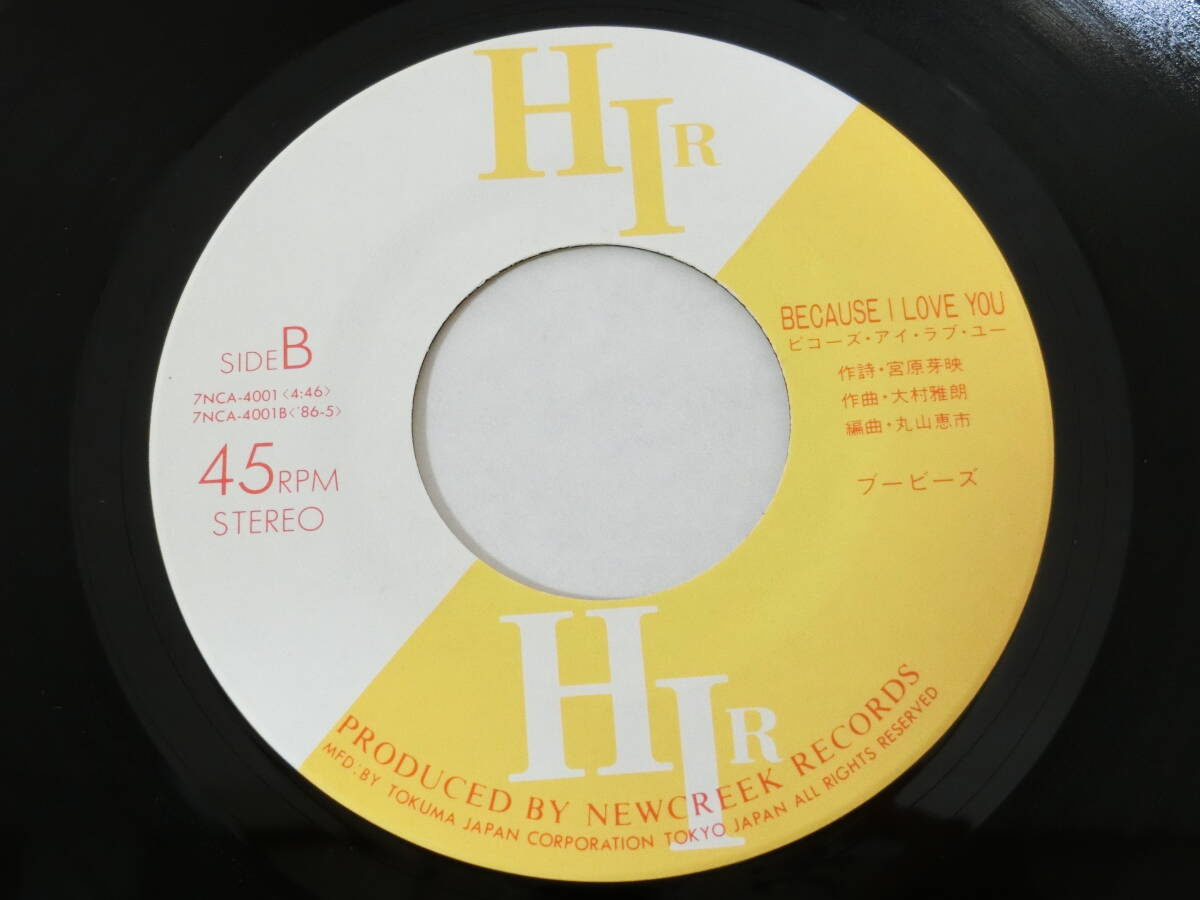 HIR
SIDE B
7NCA-4001〈4:46〉
7NCA-4001B〈'86-5〉
45RPM
STEREO
BECAUSE I LOVE YOU
ビコーズ・アイ・ラブ・ユー
作詩・宮原芽映
作曲・大村雅朗
編曲・丸山恵市
ブービーズ
HIR
PRODUCED BY NEWCREEK RECORDS
MFD:BY TOKUMA JAPAN CORPORATION TOKYO JAPAN ALL RIGHTS RESERVED